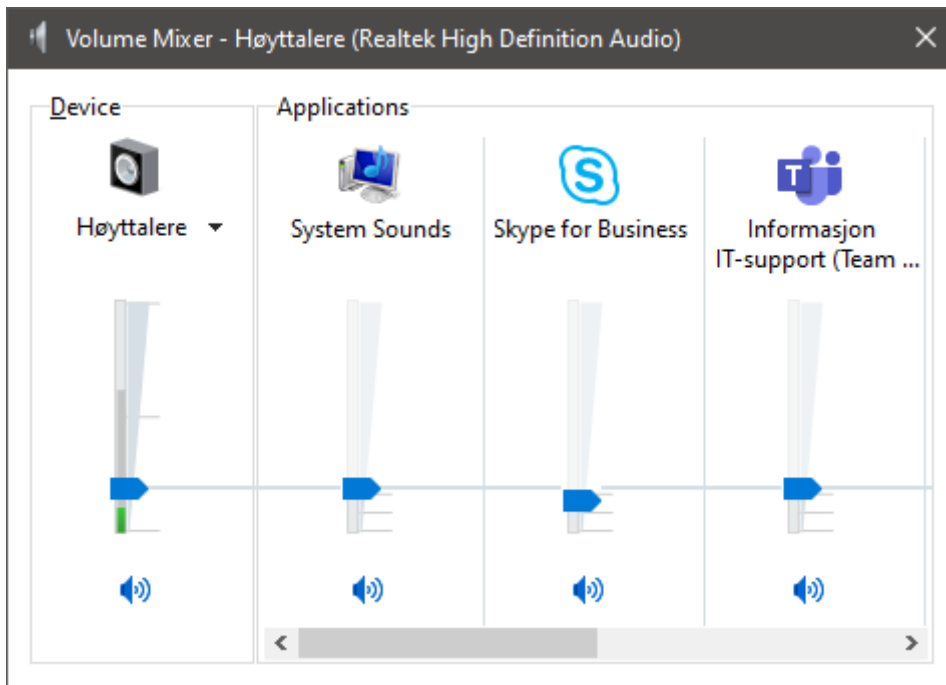 Volume Mixer - Høyttalere (Realtek High Definition Audio)
Device
Applications
Høyttalere
System Sounds
Skype for Business
Informasjon
IT-support (Team ...